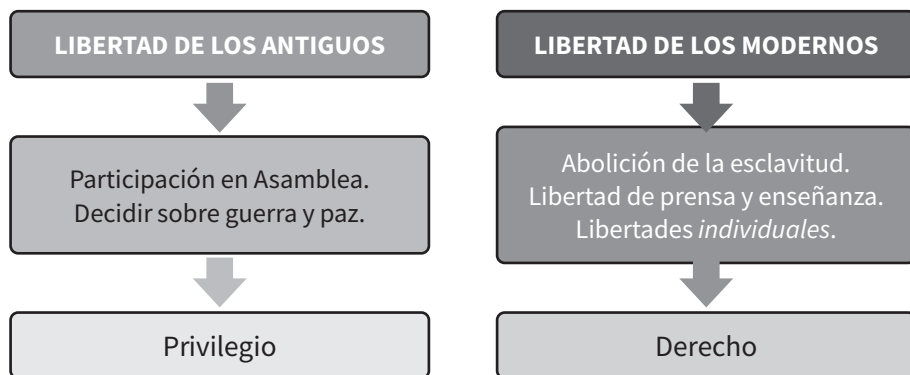 LIBERTAD DE LOS ANTIGUOS
Participación en Asamblea.
Decidir sobre guerra y paz.
Privilegio
LIBERTAD DE LOS MODERNOS
Abolición de la esclavitud.
Libertad de prensa y enseñanza.
Libertades individuales.
Derecho